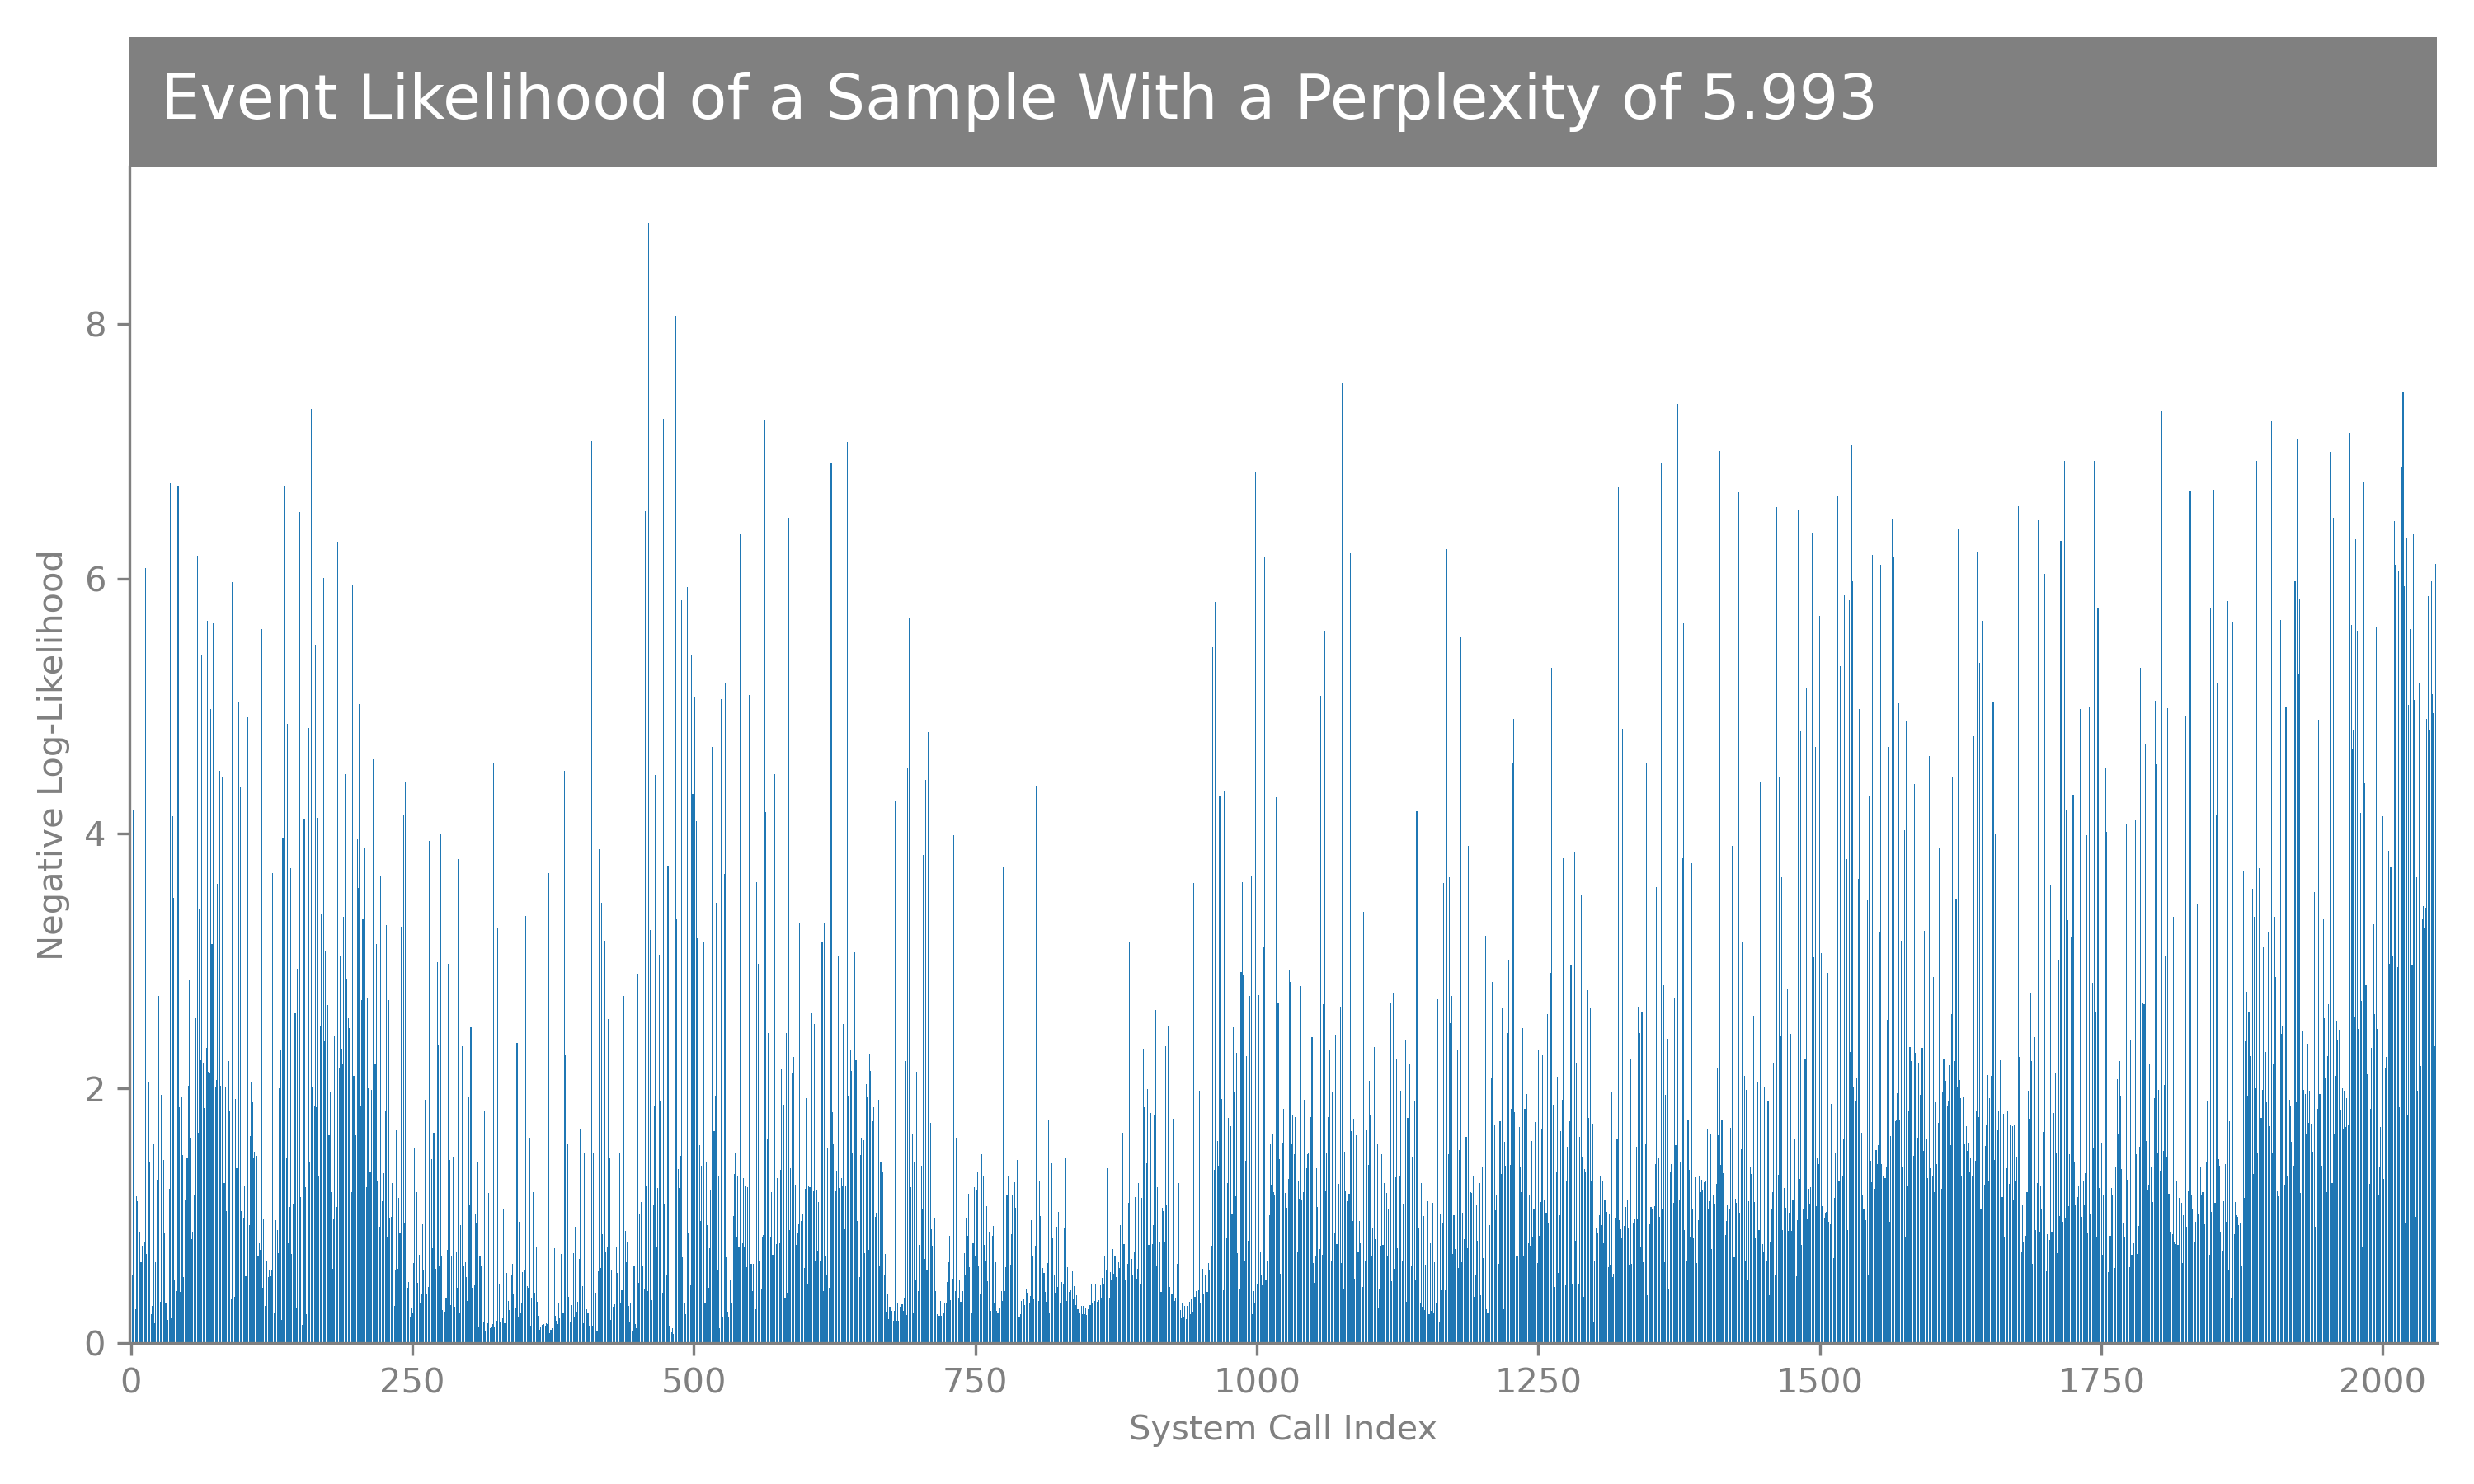 Event Likelihood of a Sample With a Perplexity of 5.993
8
6
4
2
0
Negative Log-Likelihood
0 250 500 750 1000 1250 1500 1750 2000
System Call Index